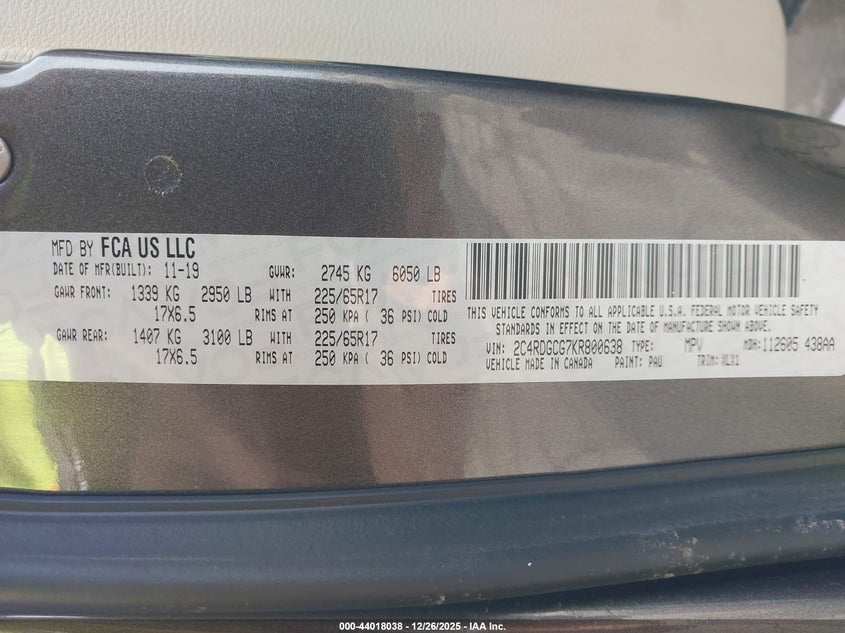 MFD BY FCA US LLC
DATE OF MFR(BUILT): 11-19 GVWR: 2745 KG 6050 LB
GAWR FRONT: 1339 KG 2950 LB WITH 225/65R17 TIRES
17X6.5 RIMS AT 250 KPA ( 36 PSI) COLD
GAWR REAR: 1407 KG 3100 LB WITH 225/65R17 TIRES
17X6.5 RIMS AT 250 KPA ( 36 PSI) COLD
THIS VEHICLE CONFORMS TO ALL APPLICABLE U.S.A. FEDERAL MOTOR VEHICLE SAFETY
STANDARDS IN EFFECT ON THE DATE OF MANUFACTURE SHOWN ABOVE.
VIN: 2C4RDGCG7KR800638 TYPE: MPV MDH: 112605 438AA
VEHICLE MADE IN CANADA PAINT: PAU TRIM: XLX1
000-44018038 - 12/26/2025 - IAA Inc.